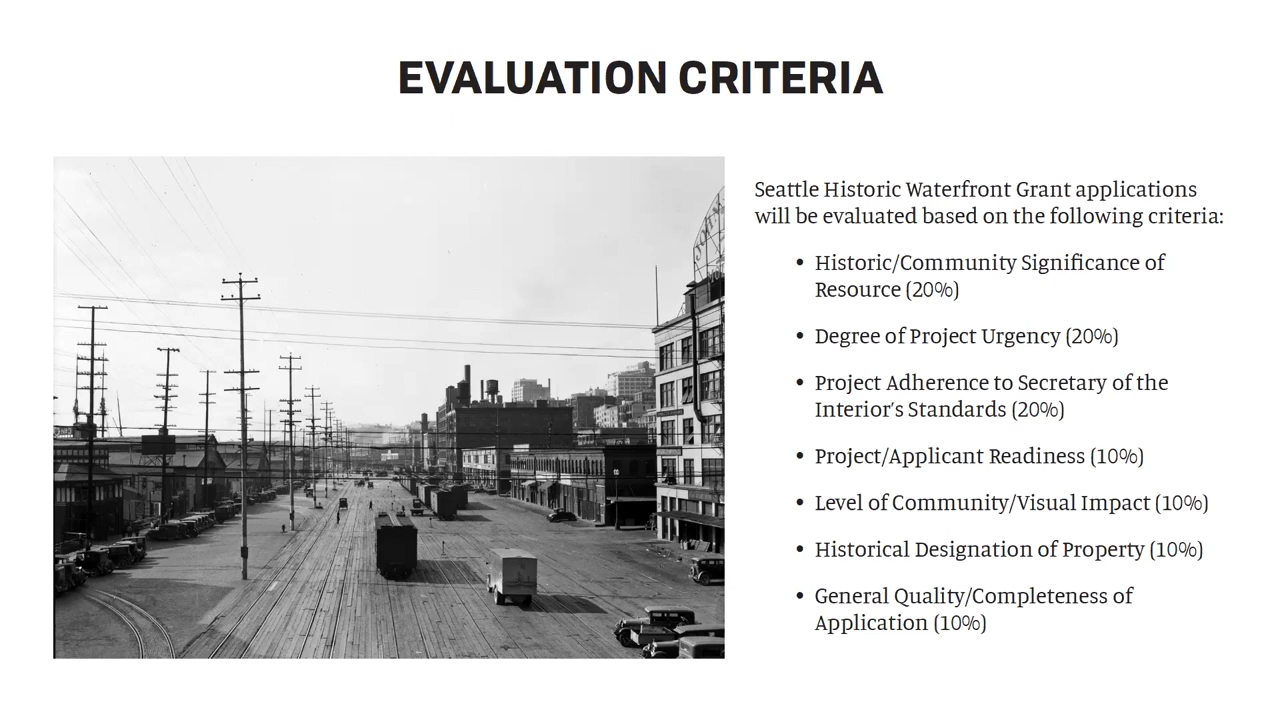 EVALUATION CRITERIA
Seattle Historic Waterfront Grant applications
will be evaluated based on the following criteria:
• Historic/Community Significance of
Resource (20%)
• Degree of Project Urgency (20%)
• Project Adherence to Secretary of the
Interior's Standards (20%)
• Project/Applicant Readiness (10%)
• Level of Community/Visual Impact (10%)
• Historical Designation of Property (10%)
• General Quality/Completeness of
Application (10%)